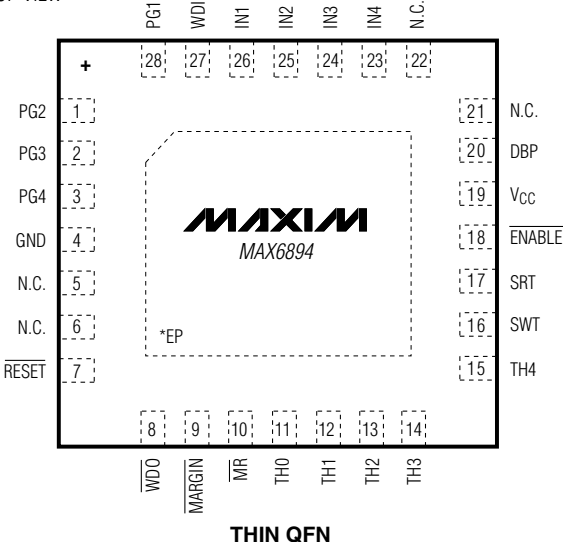 PG1 WDI IN1 IN2 IN3 IN4 N.C.
+ 28 27 26 25 24 23 22
PG2 1 21 N.C.
PG3 2 20 DBP
PG4 3 19 VCC
GND 4 MAXIM 18 ENABLE
MAX6894
N.C. 5 17 SRT
N.C. 6 16 SWT
*EP
RESET 7 15 TH4
8 9 10 11 12 13 14
WDO MARGIN MR TH0 TH1 TH2 TH3
THIN QFN